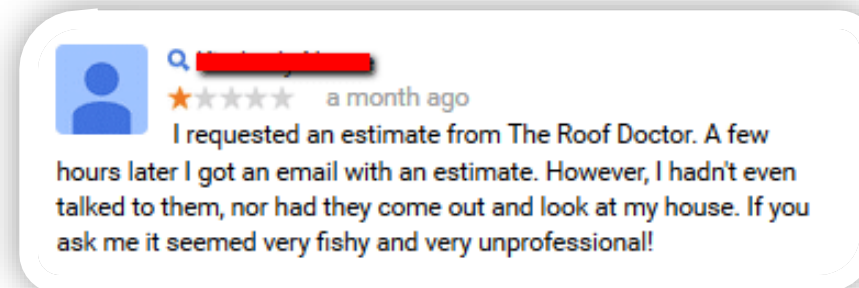 a month ago
I requested an estimate from The Roof Doctor. A few
hours later I got an email with an estimate. However, I hadn't even
talked to them, nor had they come out and look at my house. If you
ask me it seemed very fishy and very unprofessional!